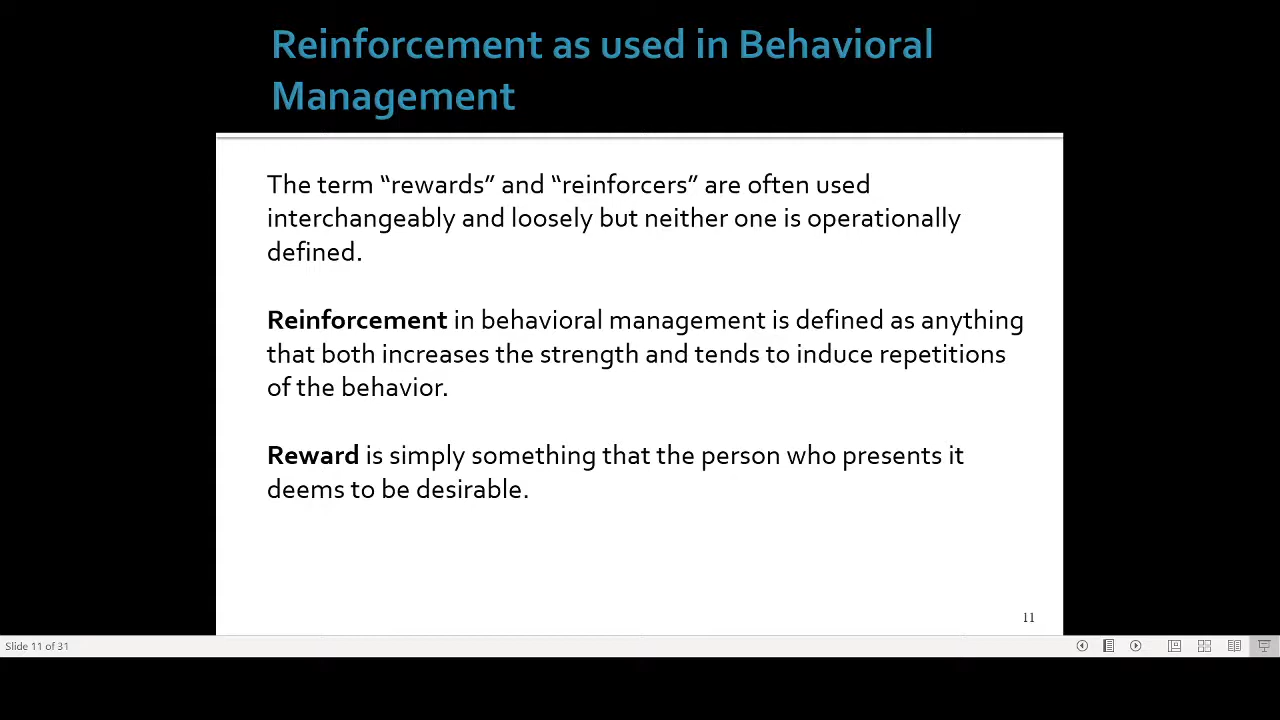 Reinforcement as used in Behavioral
Management
The term “rewards” and “reinforcers” are often used
interchangeably and loosely but neither one is operationally
defined.
Reinforcement in behavioral management is defined as anything
that both increases the strength and tends to induce repetitions
of the behavior.
Reward is simply something that the person who presents it
deems to be desirable.
11
Slide 11 of 31